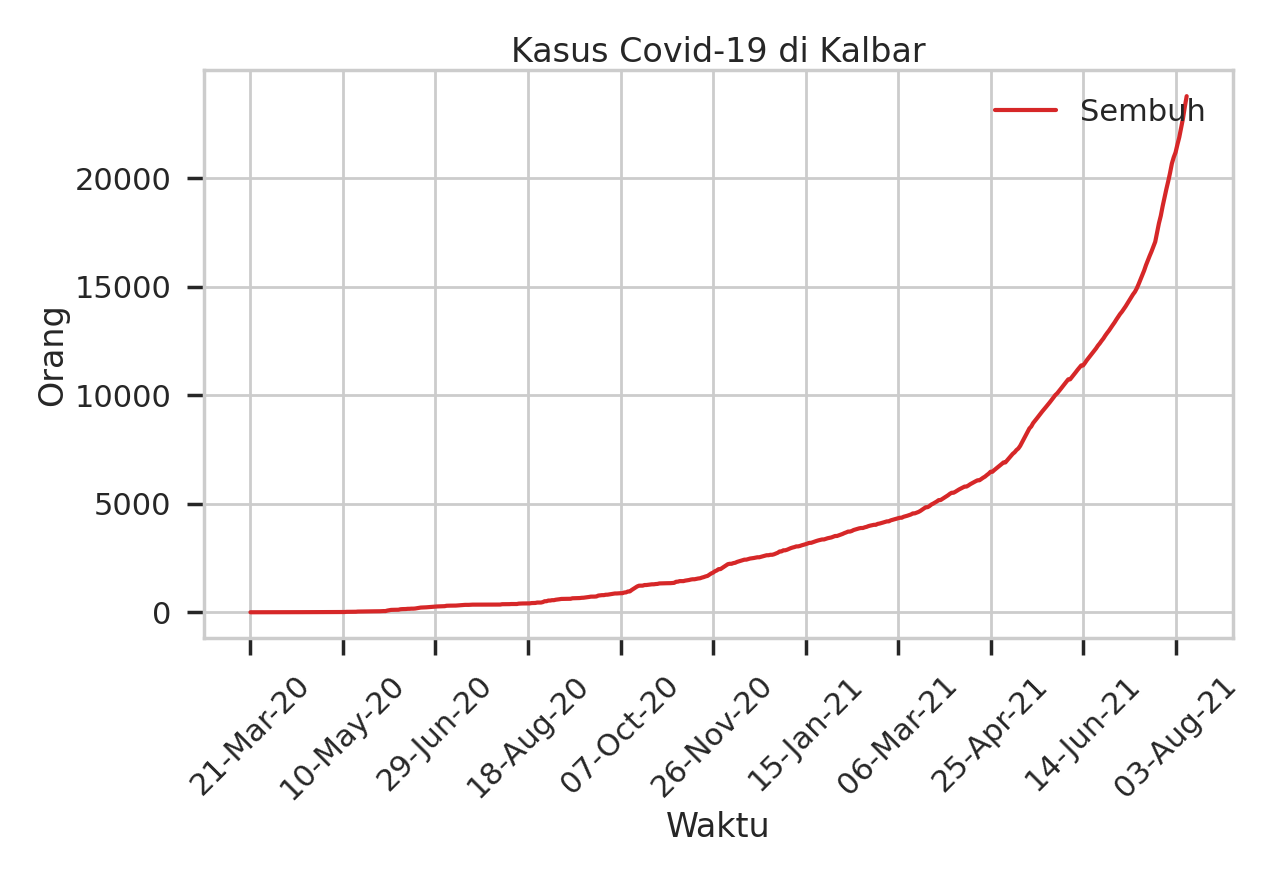 Kasus Covid-19 di Kalbar
Sembuh
Orang
20000
15000
10000
5000
0
21-Mar-20
10-May-20
29-Jun-20
18-Aug-20
07-Oct-20
26-Nov-20
15-Jan-21
06-Mar-21
25-Apr-21
14-Jun-21
03-Aug-21
Waktu